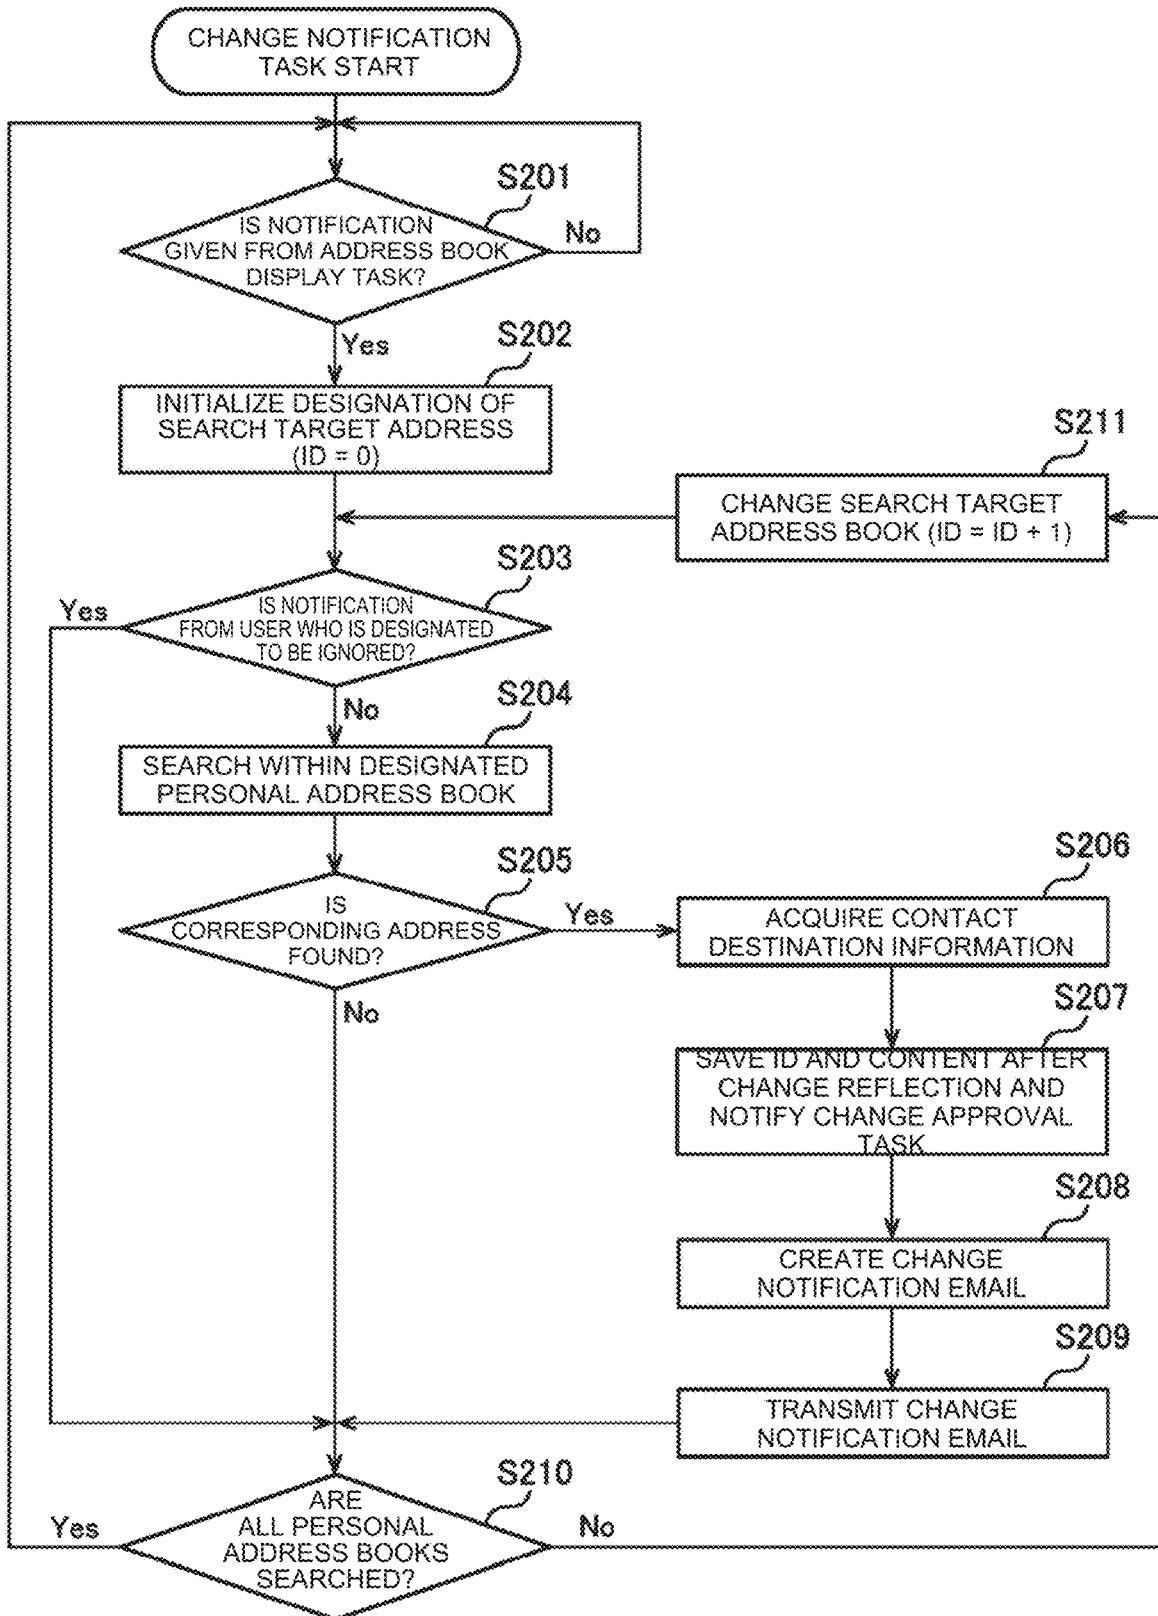 CHANGE NOTIFICATION
TASK START
S201
IS NOTIFICATION
GIVEN FROM ADDRESS BOOK
DISPLAY TASK?
No
Yes
S202
INITIALIZE DESIGNATION OF
SEARCH TARGET ADDRESS
(ID = 0)
S211
CHANGE SEARCH TARGET
ADDRESS BOOK (ID = ID + 1)
S203
Yes
IS NOTIFICATION
FROM USER WHO IS DESIGNATED
TO BE IGNORED?
No
S204
SEARCH WITHIN DESIGNATED
PERSONAL ADDRESS BOOK
S205
IS
CORRESPONDING ADDRESS
FOUND?
Yes
No
S206
ACQUIRE CONTACT
DESTINATION INFORMATION
S207
SAVE ID AND CONTENT AFTER
CHANGE REFLECTION AND
NOTIFY CHANGE APPROVAL
TASK
S208
CREATE CHANGE
NOTIFICATION EMAIL
S209
TRANSMIT CHANGE
NOTIFICATION EMAIL
S210
Yes
ARE
ALL PERSONAL
ADDRESS BOOKS
SEARCHED?
No